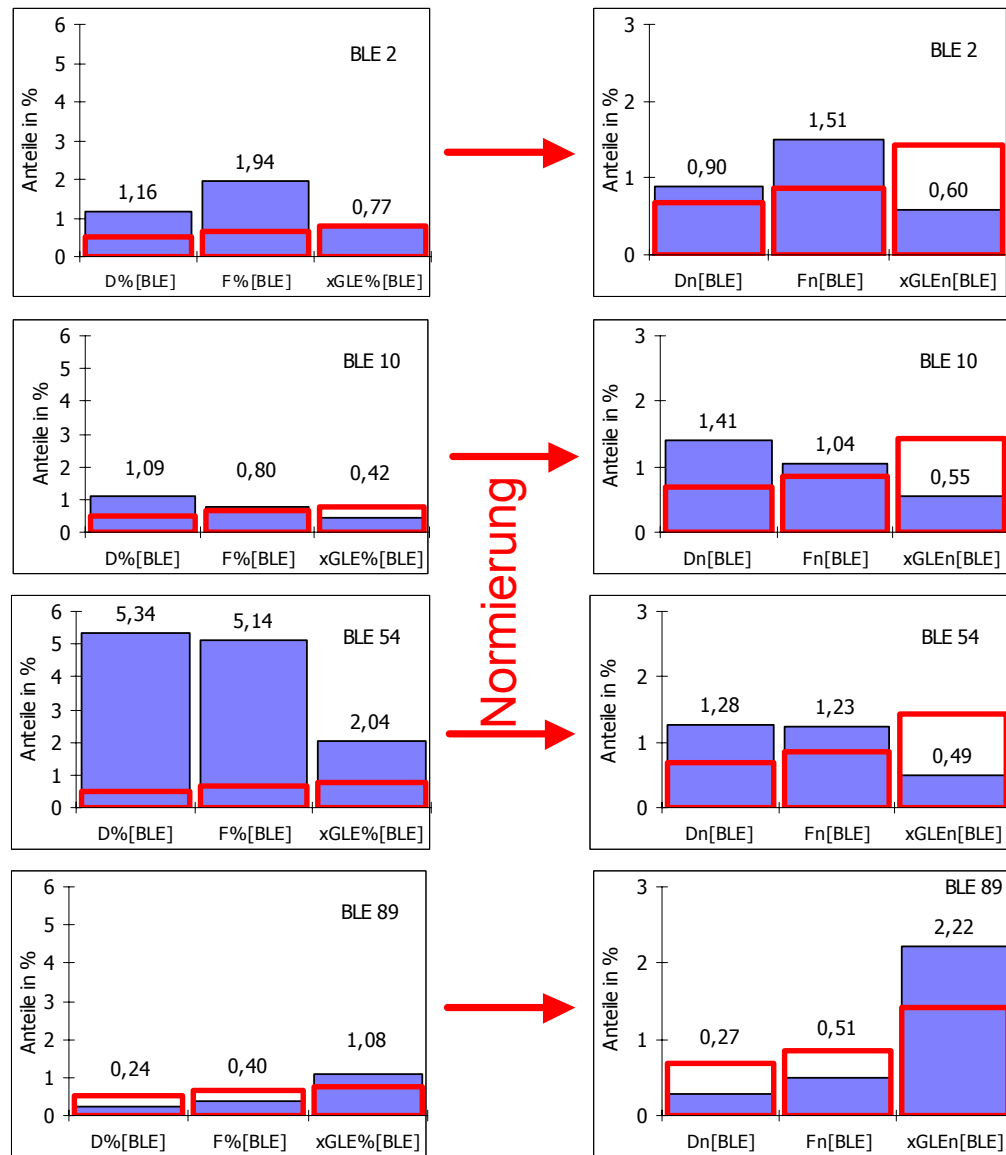 Anteile in %
6
5
4
3
2
1
0
BLE 2
1,16
1,94
0,77
D%[BLE]
F%[BLE]
xGLE%[BLE]
Anteile in %
3
2
1
0
BLE 2
0,90
1,51
0,60
Dn[BLE]
Fn[BLE]
xGLEn[BLE]
Anteile in %
6
5
4
3
2
1
0
BLE 10
1,09
0,80
0,42
D%[BLE]
F%[BLE]
xGLE%[BLE]
Normierung
Anteile in %
3
2
1
0
BLE 10
1,41
1,04
0,55
Dn[BLE]
Fn[BLE]
xGLEn[BLE]
Anteile in %
6
5
4
3
2
1
0
BLE 54
5,34
5,14
2,04
D%[BLE]
F%[BLE]
xGLE%[BLE]
Anteile in %
3
2
1
0
BLE 54
1,28
1,23
0,49
Dn[BLE]
Fn[BLE]
xGLEn[BLE]
Anteile in %
6
5
4
3
2
1
0
BLE 89
0,24
0,40
1,08
D%[BLE]
F%[BLE]
xGLE%[BLE]
Anteile in %
3
2
1
0
BLE 89
0,27
0,51
2,22
Dn[BLE]
Fn[BLE]
xGLEn[BLE]